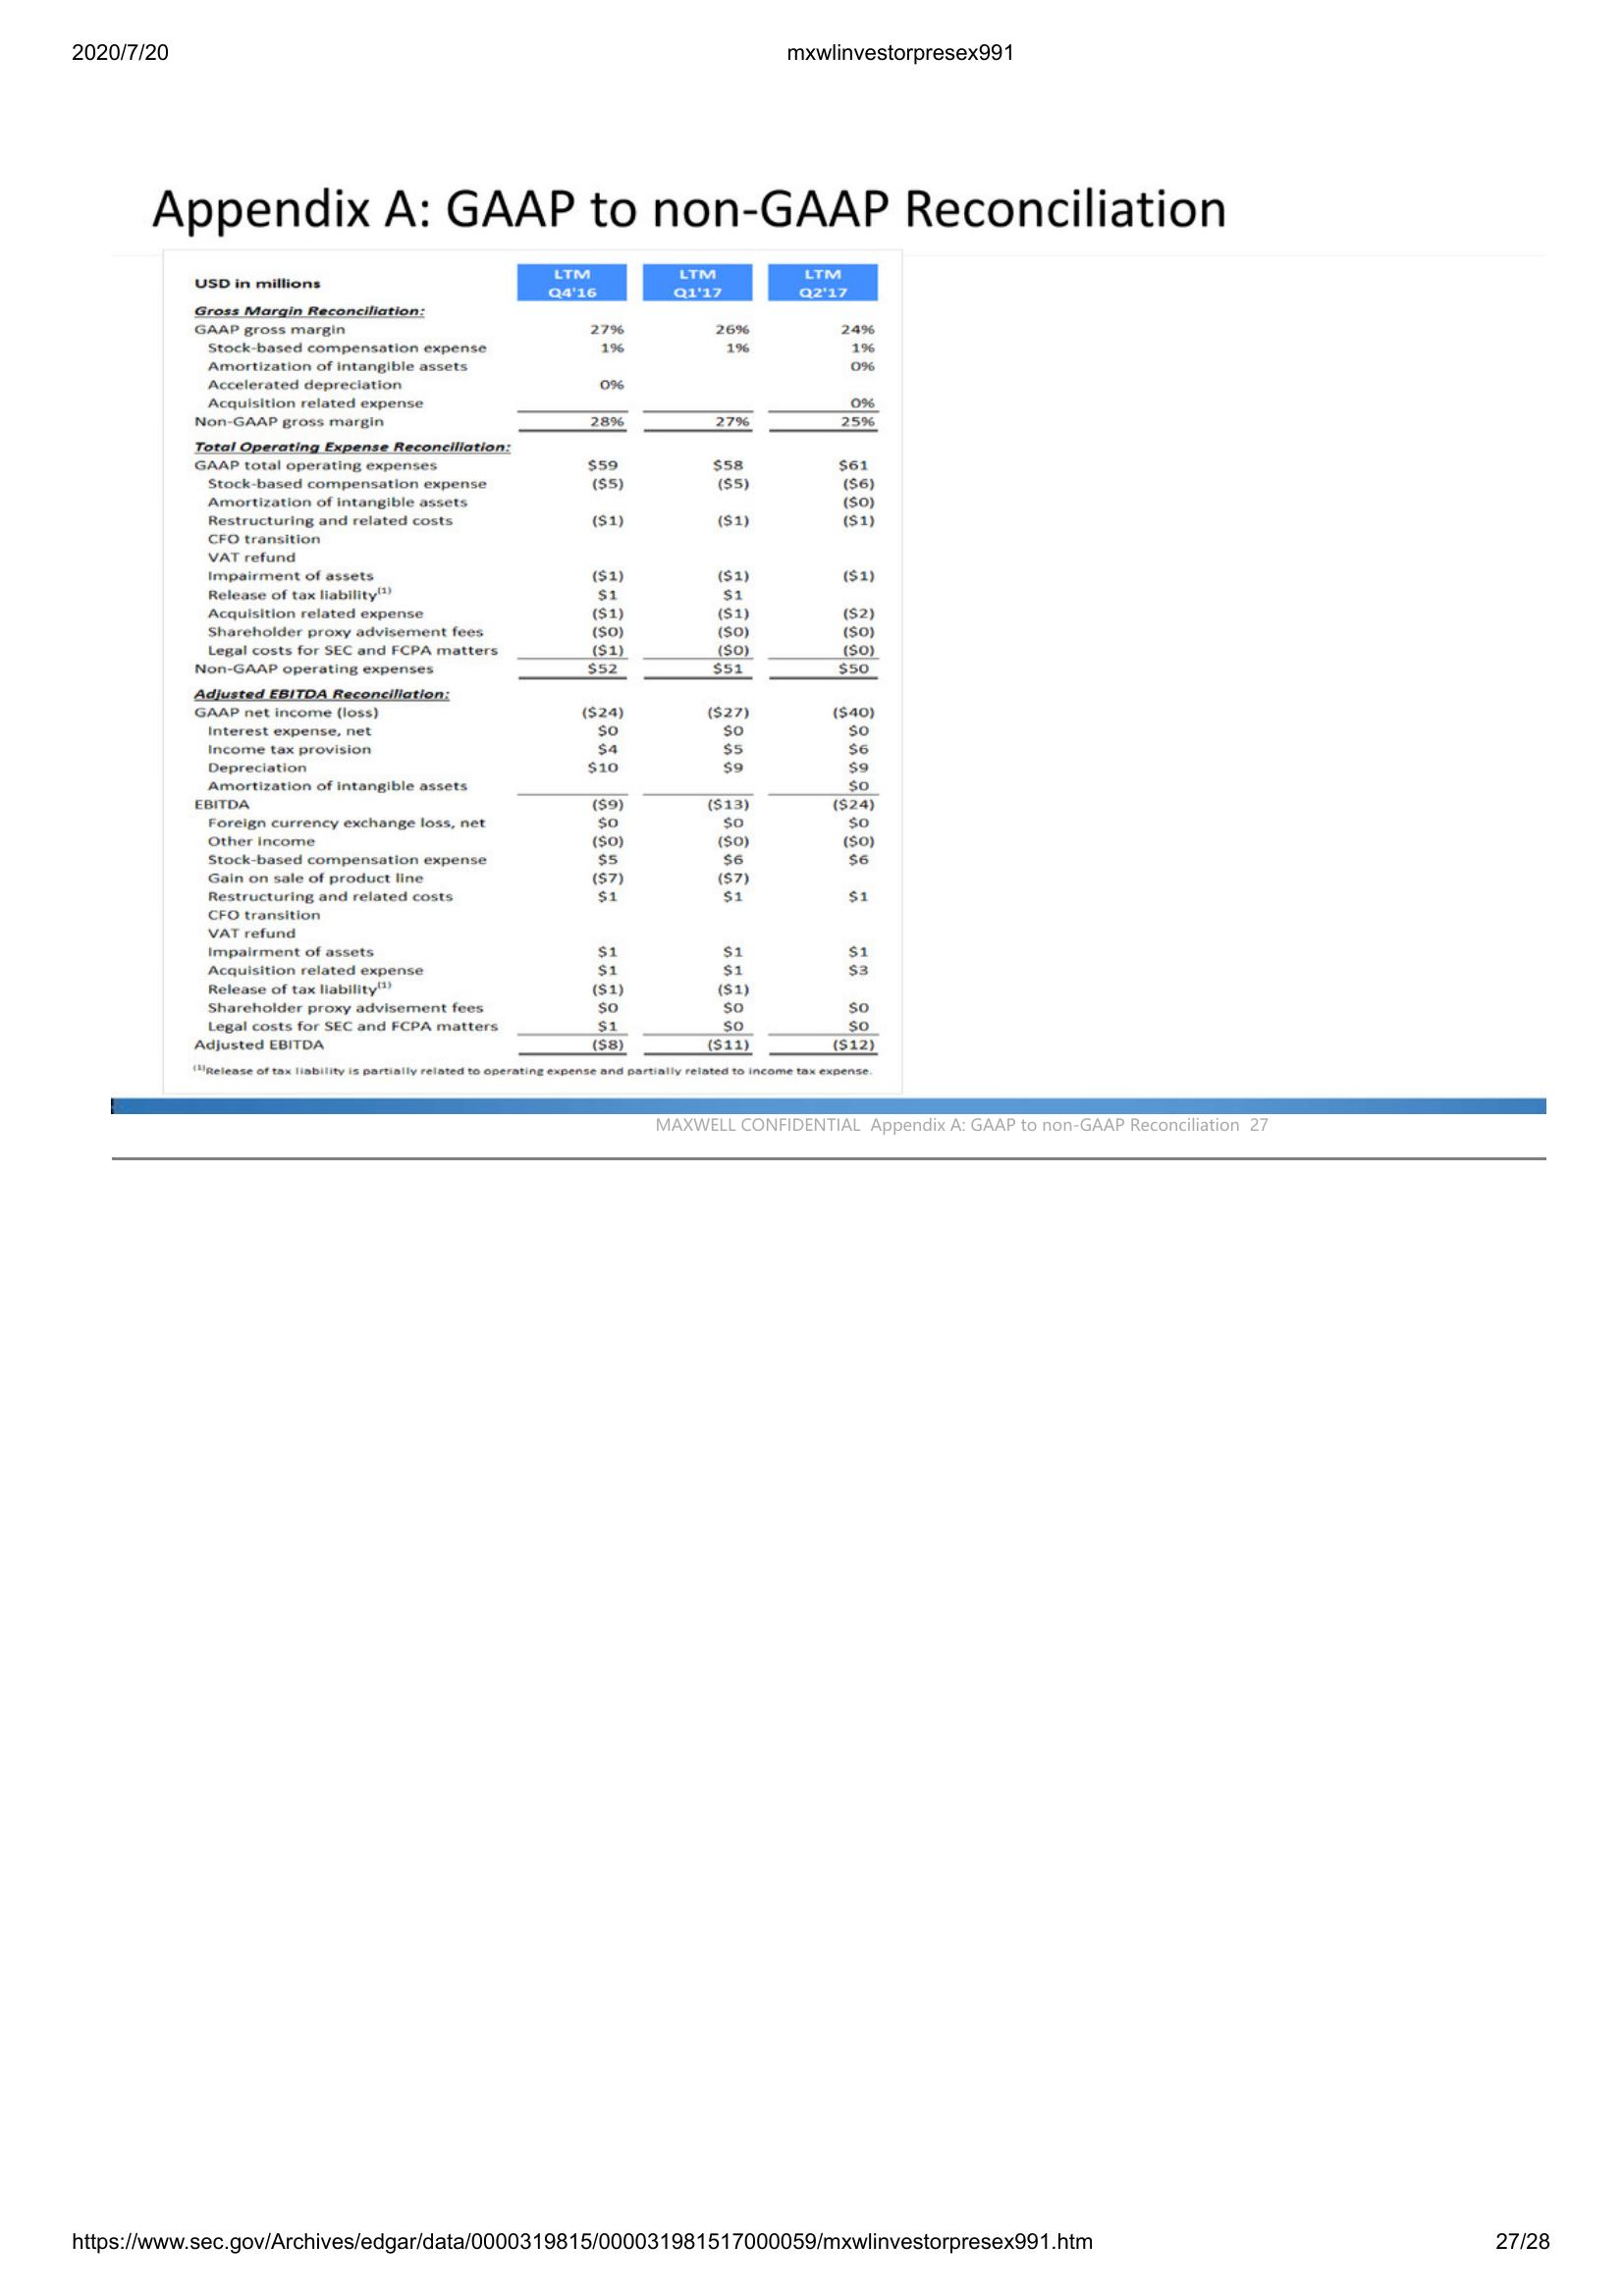 2020/7/20 mxwlinvestorpresex991
Appendix A: GAAP to non-GAAP Reconciliation
USD in millions LTM Q4'16 LTM Q1'17 LTM Q2'17
Gross Margin Reconciliation:
GAAP gross margin 27% 26% 24%
Stock-based compensation expense 1% 1% 1%
Amortization of intangible assets 0%
Accelerated depreciation 0%
Acquisition related expense 0%
Non-GAAP gross margin 28% 27% 25%
Total Operating Expense Reconciliation:
GAAP total operating expenses $59 $58 $61
Stock-based compensation expense ($5) ($5) ($6)
Amortization of intangible assets ($0)
Restructuring and related costs ($1) ($1) ($1)
CFO transition
VAT refund
Impairment of assets ($1) ($1) ($1)
Release of tax liability(1) $1 $1
Acquisition related expense ($1) ($1) ($2)
Shareholder proxy advisement fees ($0) ($0) ($0)
Legal costs for SEC and FCPA matters ($1) ($0) ($0)
Non-GAAP operating expenses $52 $51 $50
Adjusted EBITDA Reconciliation:
GAAP net income (loss) ($24) ($27) ($40)
Interest expense, net $0 $0 $0
Income tax provision $4 $5 $6
Depreciation $10 $9 $9
Amortization of intangible assets $0
EBITDA ($9) ($13) ($24)
Foreign currency exchange loss, net $0 $0 $0
Other income ($0) ($0) ($0)
Stock-based compensation expense $5 $6 $6
Gain on sale of product line ($7) ($7)
Restructuring and related costs $1 $1 $1
CFO transition
VAT refund
Impairment of assets $1 $1 $1
Acquisition related expense $1 $1 $3
Release of tax liability(1) ($1) ($1)
Shareholder proxy advisement fees $0 $0 $0
Legal costs for SEC and FCPA matters $1 $0 $0
Adjusted EBITDA ($8) ($11) ($12)
(1)Release of tax liability is partially related to operating expense and partially related to income tax expense.
MAXWELL CONFIDENTIAL Appendix A: GAAP to non-GAAP Reconciliation 27
https://www.sec.gov/Archives/edgar/data/0000319815/000031981517000059/mxwlinvestorpresex991.htm 27/28